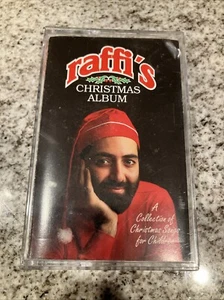 raffi's
CHRISTMAS
ALBUM
A
Collection of
Christmas Songs
for Children